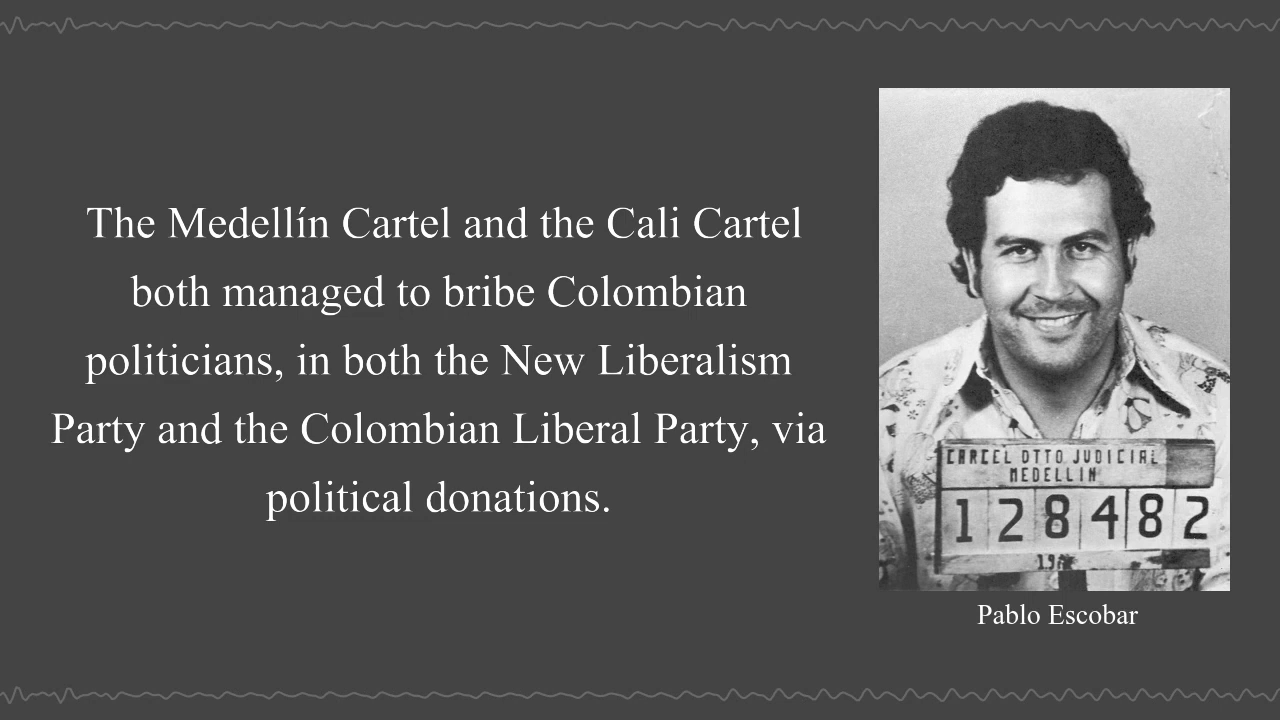 The Medellín Cartel and the Cali Cartel
both managed to bribe Colombian
politicians, in both the New Liberalism
Party and the Colombian Liberal Party, via
political donations.
CARCEL DTTO JUDICIAL
MEDELLIN
128482
Pablo Escobar